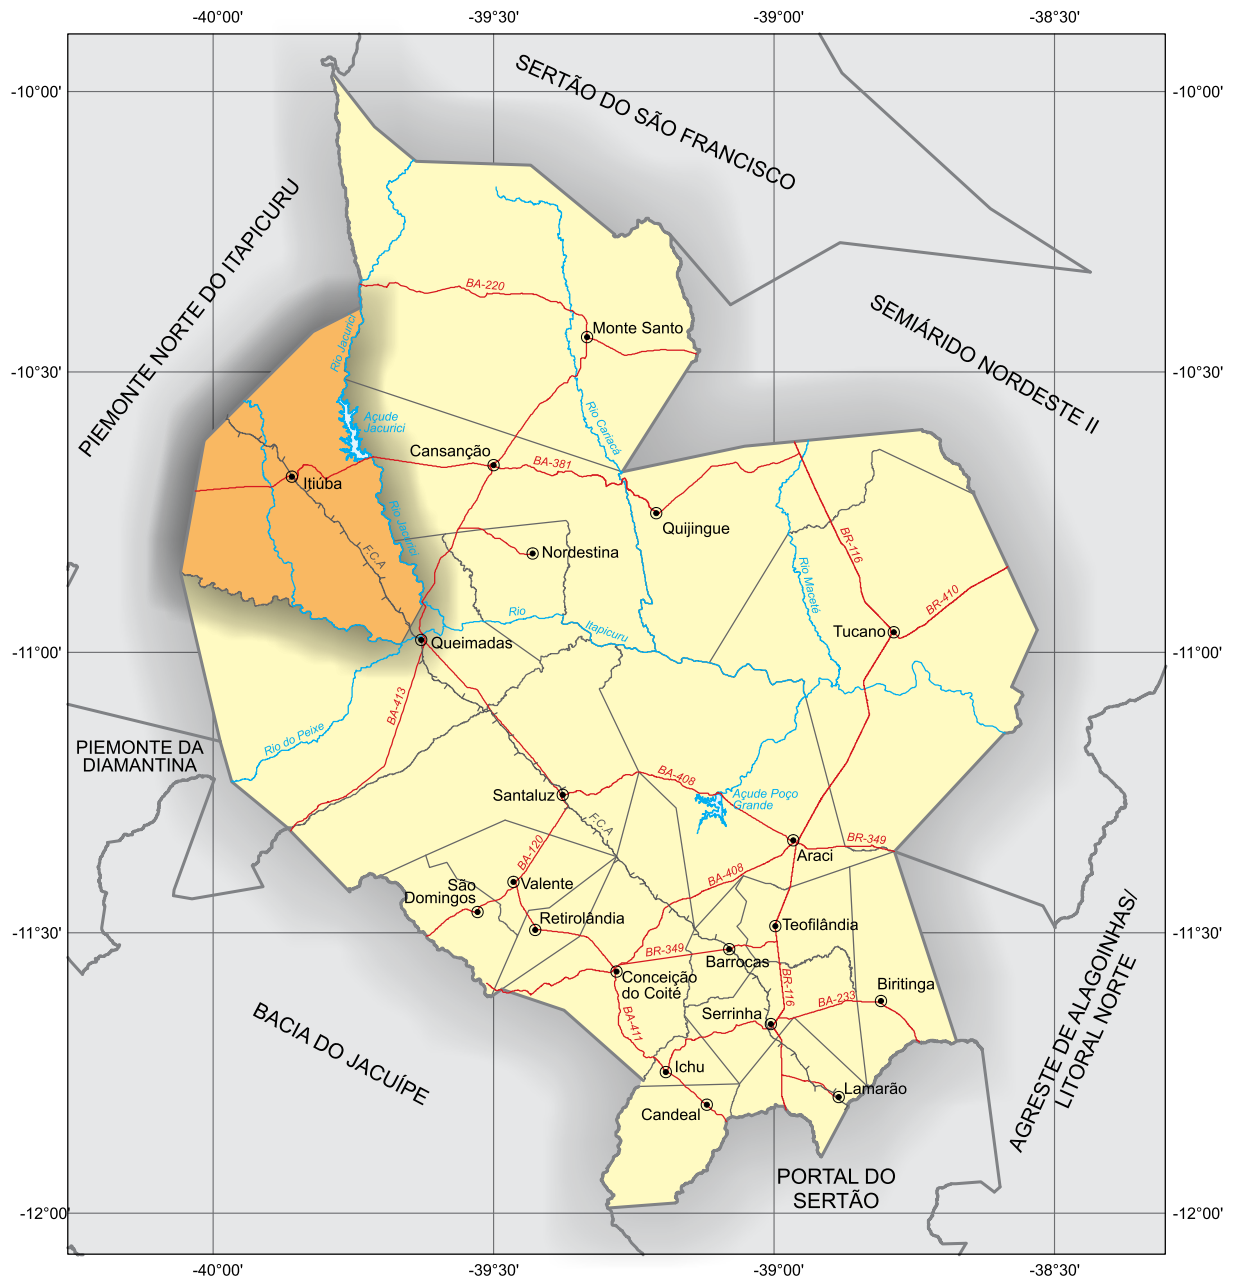 -40°00'
-39°30'
-39°00'
-38°30'
-10°00'
-10°00'
SERTÃO DO SÃO FRANCISCO
PIEMONTE NORTE DO ITAPICURU
BA-220
SEMIÁRIDO NORDESTE II
Rio Jacurici
Monte Santo
-10°30'
-10°30'
Açude
Jacurici
Rio Cariacá
Cansanção
BA-381
Itiúba
Quijingue
Rio Jacurici
F.C.A
Nordestina
BR-116
Rio Maceté
BR-410
Rio
Itapicuru
Tucano
Queimadas
-11°00'
-11°00'
BA-413
Rio do Peixe
PIEMONTE DA
DIAMANTINA
BA-408
Santaluz
Açude Poço
Grande
F.C.A
BR-349
Araci
BA-120
BA-408
São
Domingos
Valente
Retirolândia
Teofilândia
-11°30'
-11°30'
BR-349
Barrocas
Conceição
do Coité
BR-116
Biritinga
BA-233
Serrinha
BA-411
BACIA DO JACUÍPE
AGRESTE DE ALAGOINHAS/
LITORAL NORTE
Ichu
Lamarão
Candeal
PORTAL DO
SERTÃO
-12°00'
-12°00'
-40°00'
-39°30'
-39°00'
-38°30'